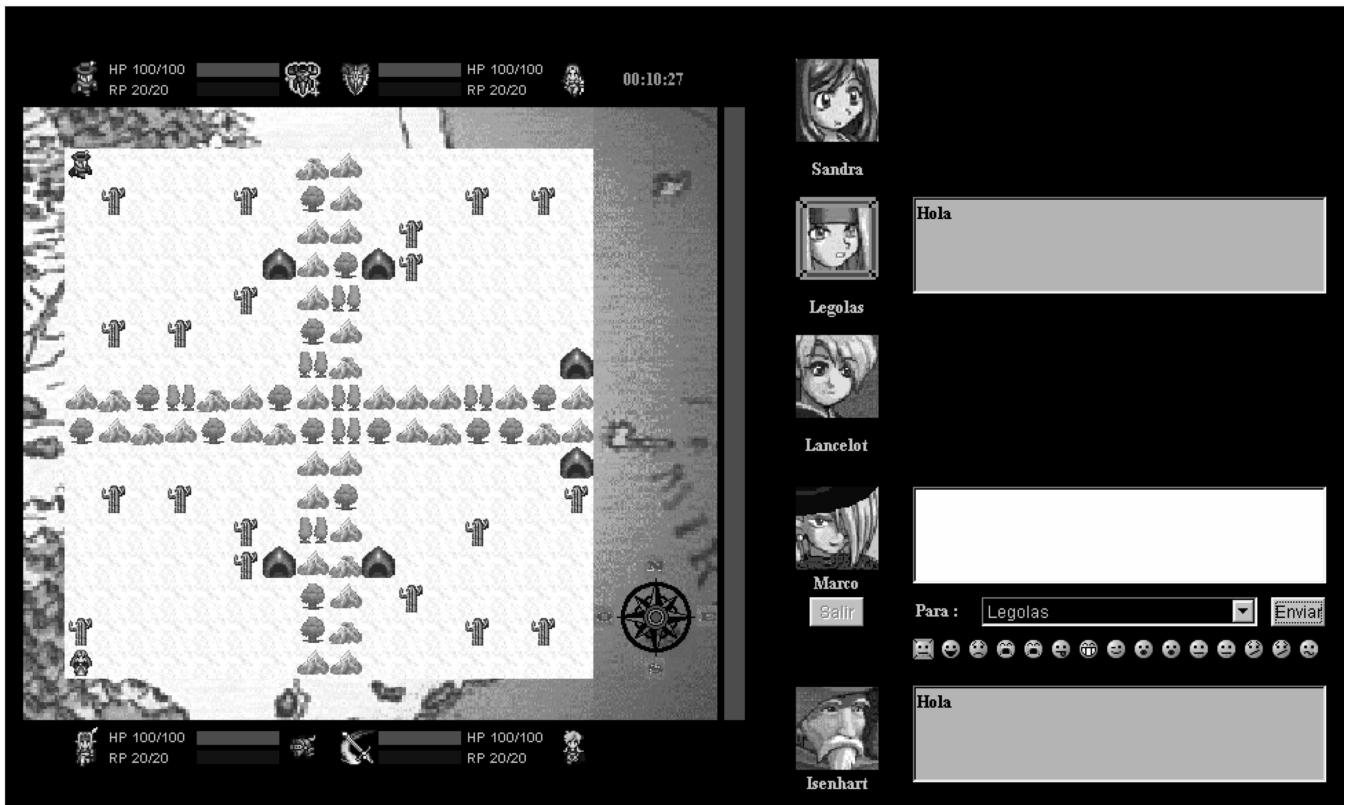 HP 100/100
RP 20/20
HP 100/100
RP 20/20
00:10:27
Sandra
Hola
Legolas
Lancelot
Marco
Salir
Para :
Legolas
Enviar
N
S
HP 100/100
RP 20/20
HP 100/100
RP 20/20
Hola
Isenhart